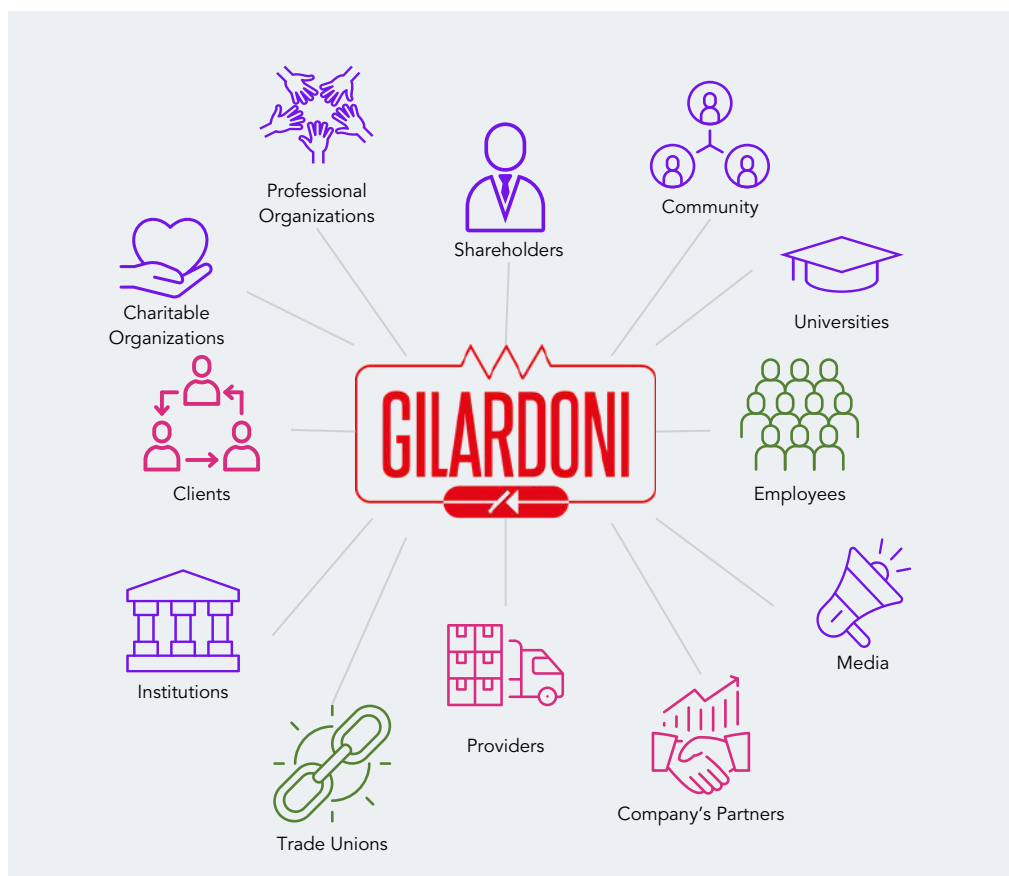 Professional
Organizations
Shareholders
Community
Charitable
Organizations
Universities
GILARDONI
Clients
Employees
Institutions
Media
Providers
Company's Partners
Trade Unions